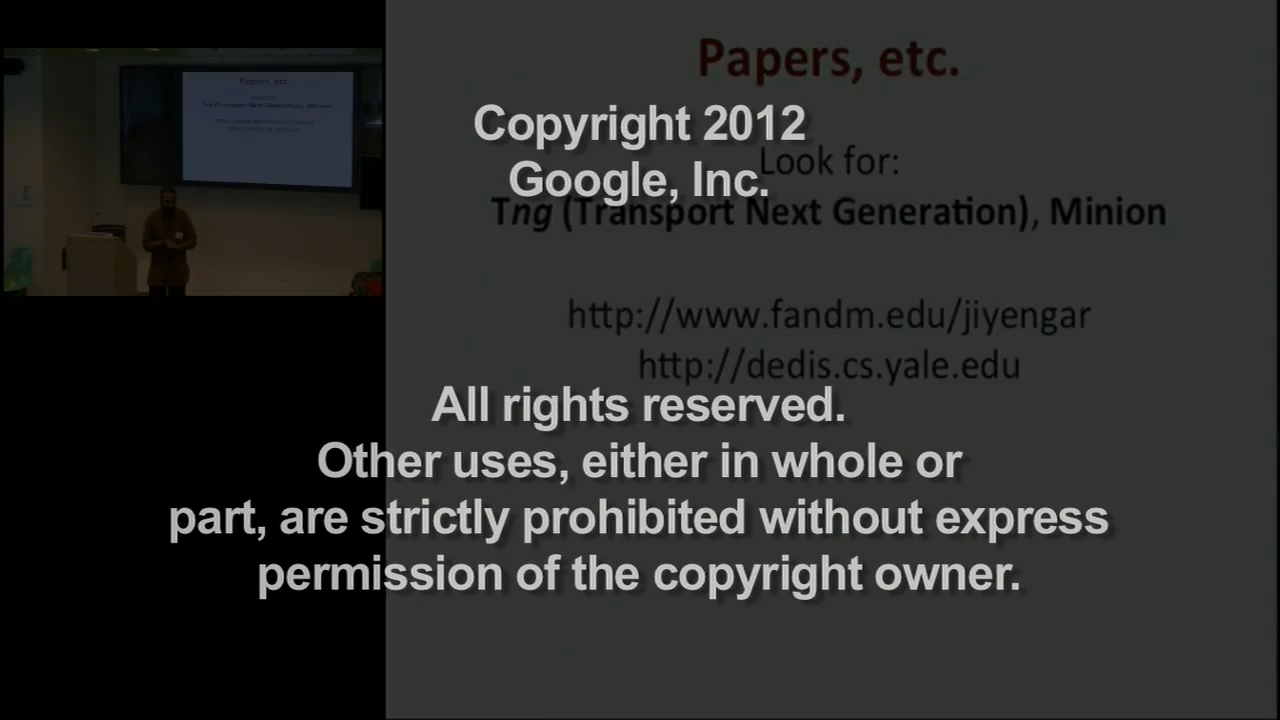 Papers, etc.
Copyright 2012
Google, Inc.
Look for:
Tng (Transport Next Generation), Minion
http://www.fandm.edu/jiyengar
http://dedis.cs.yale.edu
All rights reserved.
Other uses, either in whole or
part, are strictly prohibited without express
permission of the copyright owner.
Papers, etc.